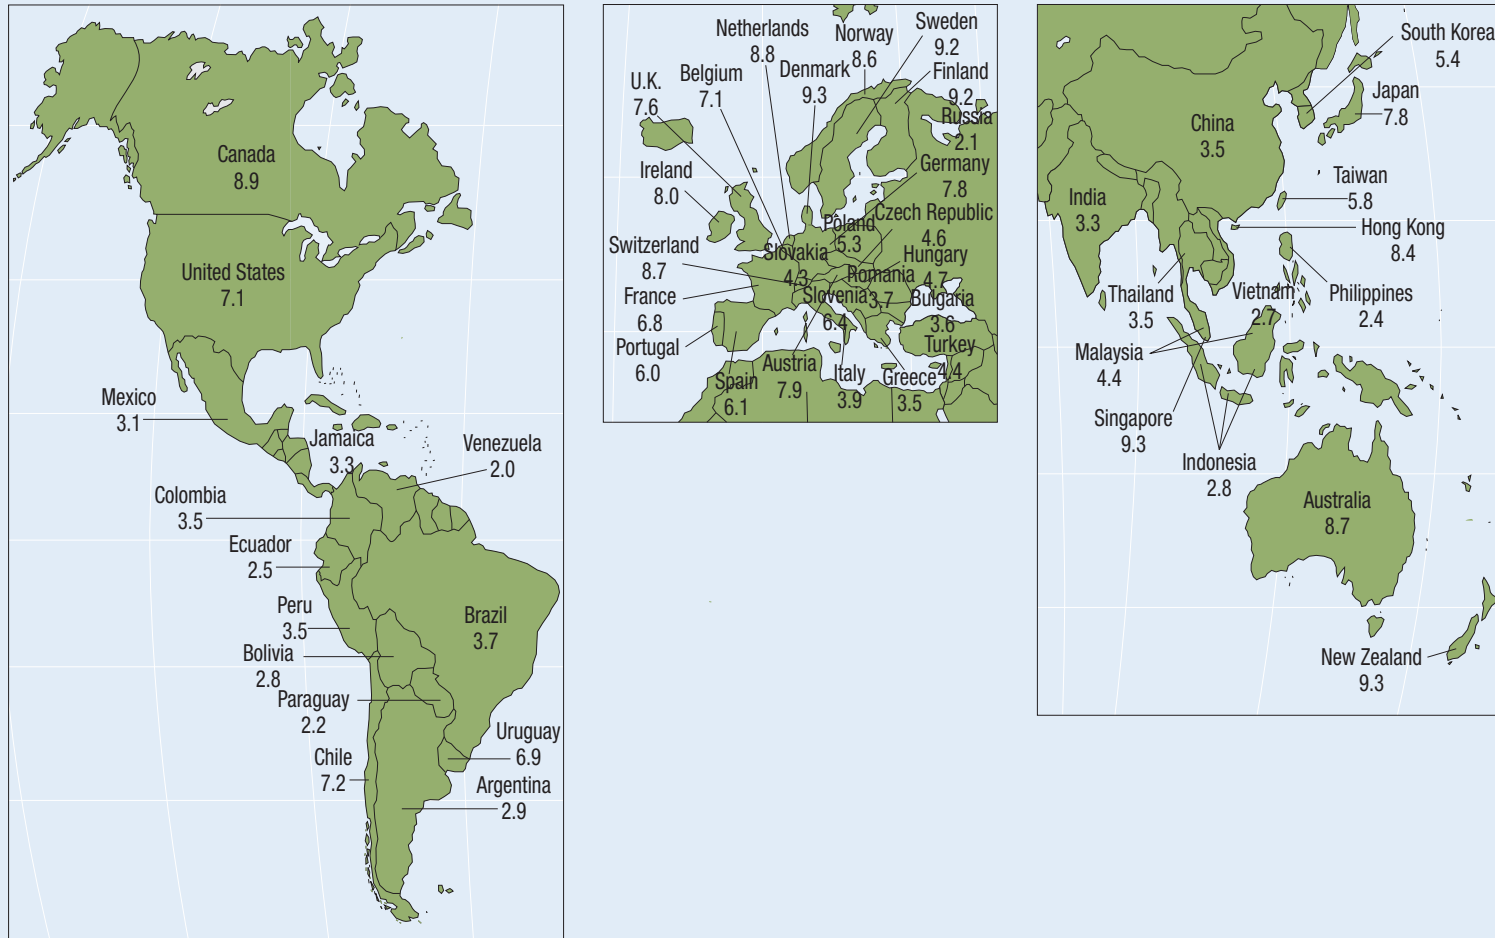 Canada
8.9
United States
7.1
Mexico
3.1
Jamaica
3.3
Venezuela
2.0
Colombia
3.5
Ecuador
2.5
Peru
3.5
Brazil
3.7
Bolivia
2.8
Paraguay
2.2
Uruguay
6.9
Chile
7.2
Argentina
2.9
Netherlands
8.8
Norway
8.6
Sweden
9.2
U.K.
7.6
Belgium
7.1
Denmark
9.3
Finland
9.2
Russia
2.1
Ireland
8.0
Germany
7.8
Poland
5.3
Czech Republic
4.6
Switzerland
8.7
Slovakia
4.3
Hungary
4.7
Romania
3.7
France
6.8
Slovenia
6.4
Bulgaria
3.6
Portugal
6.0
Spain
6.1
Austria
7.9
Italy
3.9
Greece
3.5
Turkey
4.4
South Korea
5.4
Japan
7.8
China
3.5
Taiwan
5.8
India
3.3
Hong Kong
8.4
Thailand
3.5
Vietnam
2.7
Philippines
2.4
Malaysia
4.4
Singapore
9.3
Indonesia
2.8
Australia
8.7
New Zealand
9.3